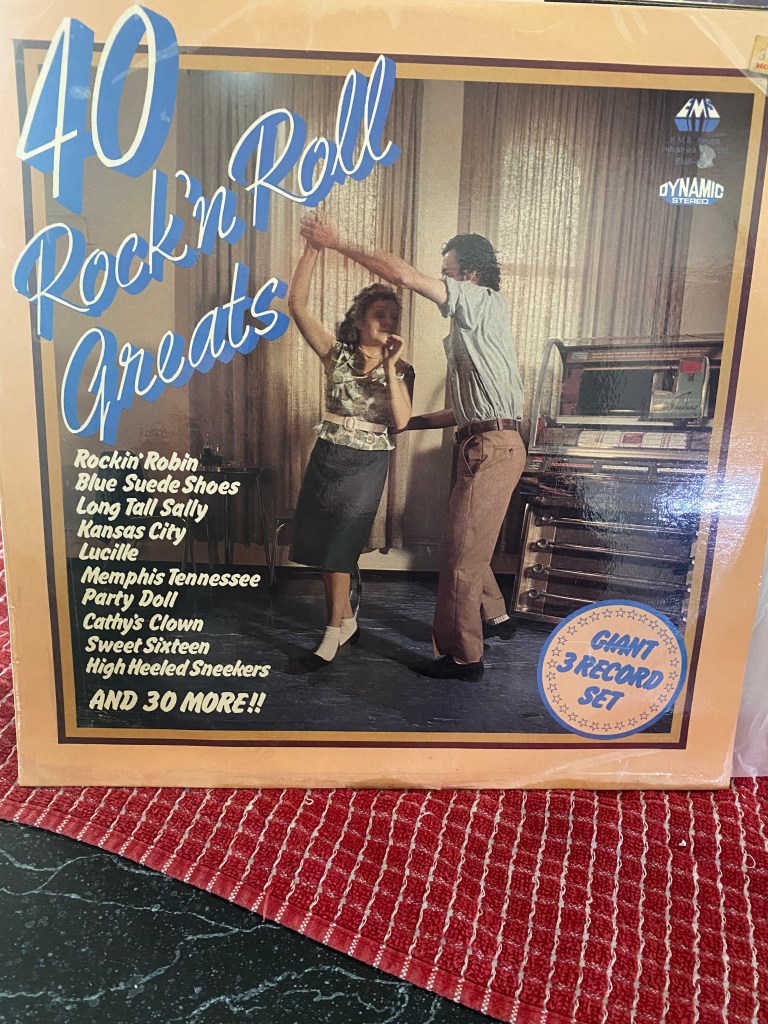 40
Rock'n Roll
Greats
EMS
DYNAMIC
STEREO
Rockin' Robin
Blue Suede Shoes
Long Tall Sally
Kansas City
Lucille
Memphis Tennessee
Party Doll
Cathy's Clown
Sweet Sixteen
High Heeled Sneekers
AND 30 MORE!!
GIANT
3 RECORD
SET